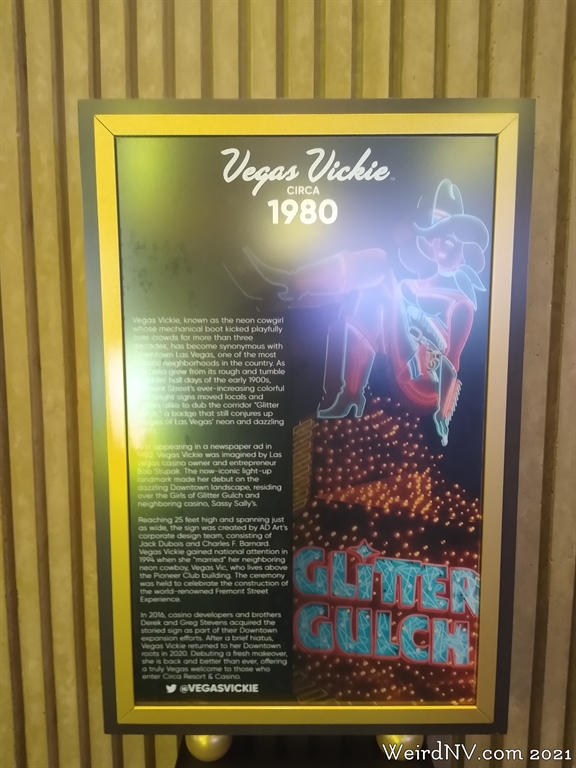 Vegas Vickie
CIRCA
1980
Vegas Vickie, known as the neon cowgirl
whose mechanical boot kicked playfully
crowds for more than three
decades, has become synonymous with
downtown Las Vegas, one of the most
neighborhoods in the country. As
grew from its rough and tumble
hall days of the early 1900s,
Street's ever-increasing colorful
signs moved locals and
alike to dub the corridor "Glitter
a badge that still conjures up
of Las Vegas' neon and dazzling
First appearing in a newspaper ad in
Vegas Vickie was imagined by Las
Vegas casino owner and entrepreneur
Bob Stupak. The now-iconic light-up
landmark made her debut on the
dazzling Downtown landscape, residing
over the Girls of Glitter Gulch and
neighboring casino, Sassy Sally's.
Reaching 25 feet high and spanning just
as wide, the sign was created by AD Art's
corporate design team, consisting of
Jack Dubois and Charles F. Barnard.
Vegas Vickie gained national attention in
1994 when she "married" her neighboring
neon cowboy, Vegas Vic, who lives above
the Pioneer Club building. The ceremony
was held to celebrate the construction of
the world-renowned Fremont Street
Experience.
In 2016, casino developers and brothers
Derek and Greg Stevens acquired the
storied sign as part of their Downtown
expansion efforts. After a brief hiatus,
Vegas Vickie returned to her Downtown
roots in 2020. Debuting a fresh makeover,
she is back and better than ever, offering
a truly Vegas welcome to those who
enter Circa Resort & Casino.
@VEGASVICKIE
GLITTER
GULCH
WeirdNV.com 2021